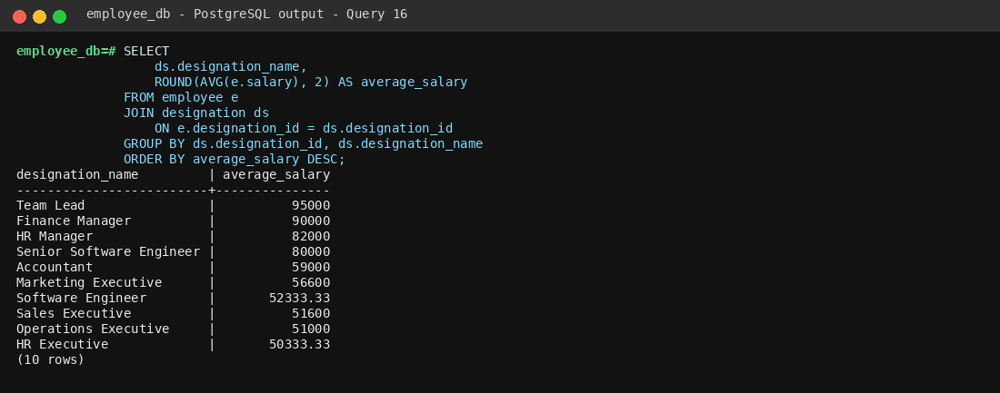 employee_db - PostgreSQL output - Query 16
employee_db=# SELECT
                  ds.designation_name,
                  ROUND(AVG(e.salary), 2) AS average_salary
              FROM employee e
              JOIN designation ds
                  ON e.designation_id = ds.designation_id
              GROUP BY ds.designation_id, ds.designation_name
              ORDER BY average_salary DESC;
designation_name         | average_salary
-------------------------+---------------
Team Lead                |          95000
Finance Manager          |          90000
HR Manager               |          82000
Senior Software Engineer |          80000
Accountant               |          59000
Marketing Executive      |          56600
Software Engineer        |       52333.33
Sales Executive          |          51600
Operations Executive     |          51000
HR Executive             |       50333.33
(10 rows)